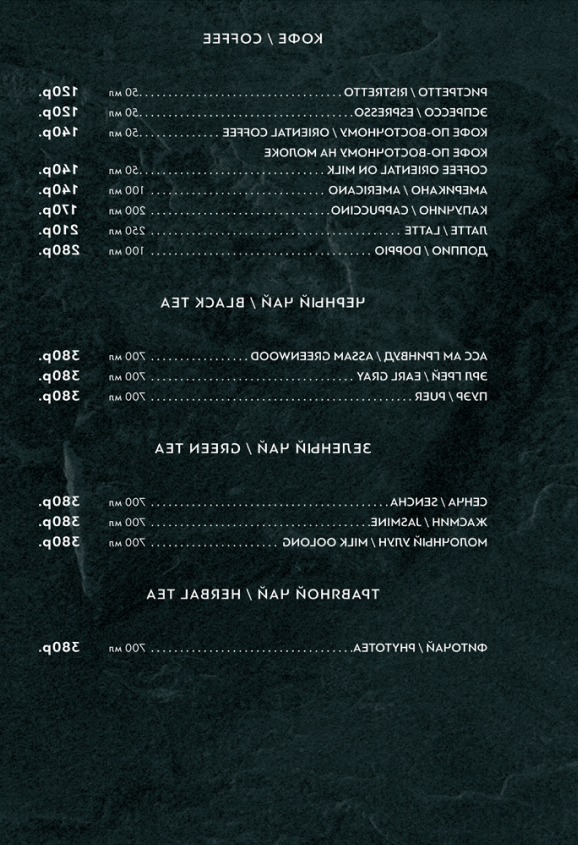 КОФЕ / COFFEE
РИСТРЕТТО / RISTRETTO...............................50 мл 120р.
ЭСПРЕССО / ESPRESSO...............................50 мл 120р.
КОФЕ ПО-ВОСТОЧНОМУ / ORIENTAL COFFEE ..............50 мл 140р.
КОФЕ ПО-ВОСТОЧНОМУ НА МОЛОКЕ
COFFEE ORIENTAL ON MILK ............................50 мл 140р.
АМЕРИКАНО / AMERICANO ........................... 100 мл 140р.
КАПУЧИНО / CAPPUCCINO........................... 200 мл 170р.
ЛАТТЕ / LATTE ..................................... 250 мл 210р.
ДОППИО / DOPPIO ................................ 100 мл 280р.
ЧЕРНЫЙ ЧАЙ / BLACK TEA
АСС АМ ГРИНВУД / ASSAM GREENWOOD ............... 700 мл 380р.
ЭРЛ ГРЕЙ / EARL GRAY .............................. 700 мл 380р.
ПУЭР / PUER ....................................... 700 мл 380р.
ЗЕЛЕНЫЙ ЧАЙ / GREEN TEA
СЕНЧА / SENCHA.................................... 700 мл 380р.
ЖАСМИН / JASMINE................................. 700 мл 380р.
МОЛОЧНЫЙ УЛУН / MILK OOLONG .................... 700 мл 380р.
ТРАВЯНОЙ ЧАЙ / HERBAL TEA
ФИТОЧАЙ / PHYTOTEA............................... 700 мл 380р.